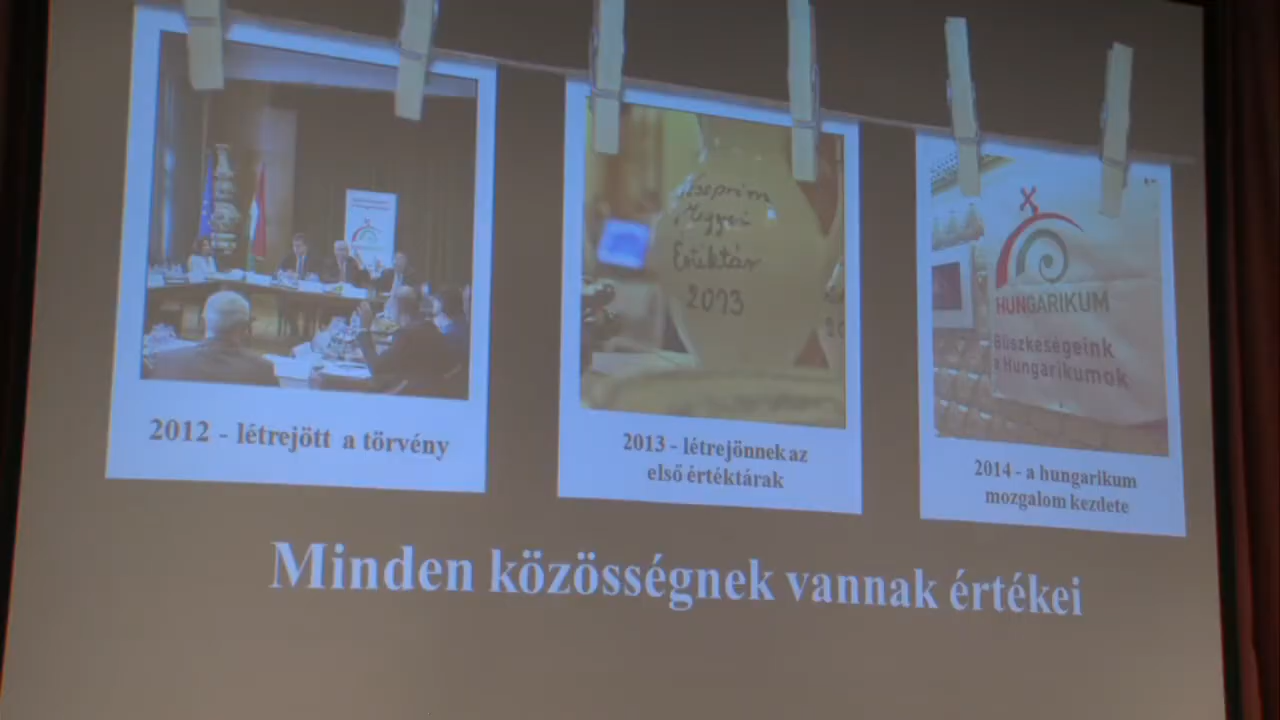 2012 - létrejött a törvény
Veszprém
Megyei
Értéktár
2013
2013 - létrejönnek az
első értéktárak
HUNGARIKUM
Büszkeségeink
a Hungarikumok
2014 - a hungarikum
mozgalom kezdete
Minden közösségnek vannak értékei